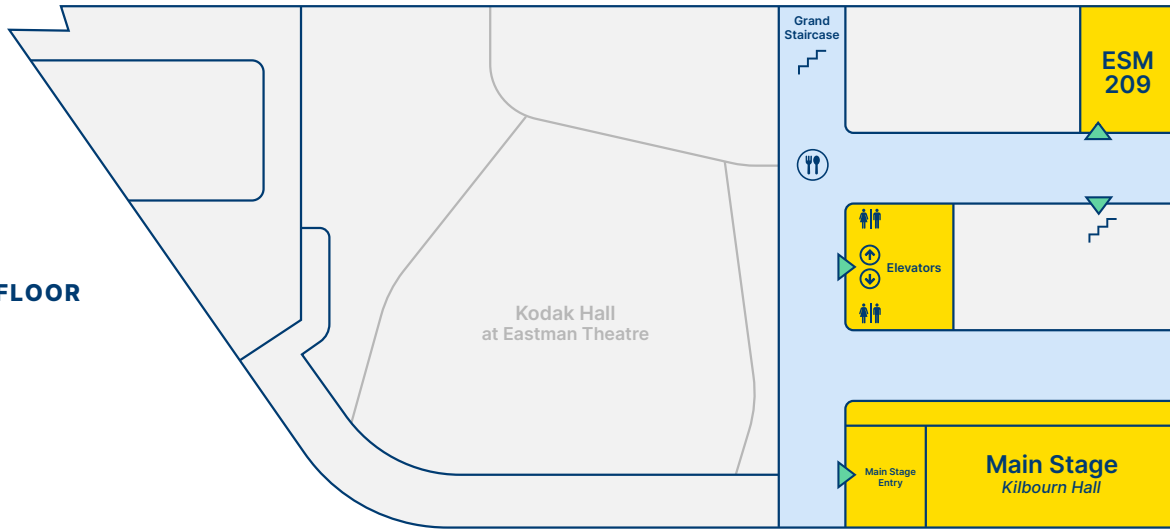 Grand
Staircase
ESM
209
Elevators
FLOOR
Kodak Hall
at Eastman Theatre
Main Stage
Entry
Main Stage
Kilbourn Hall